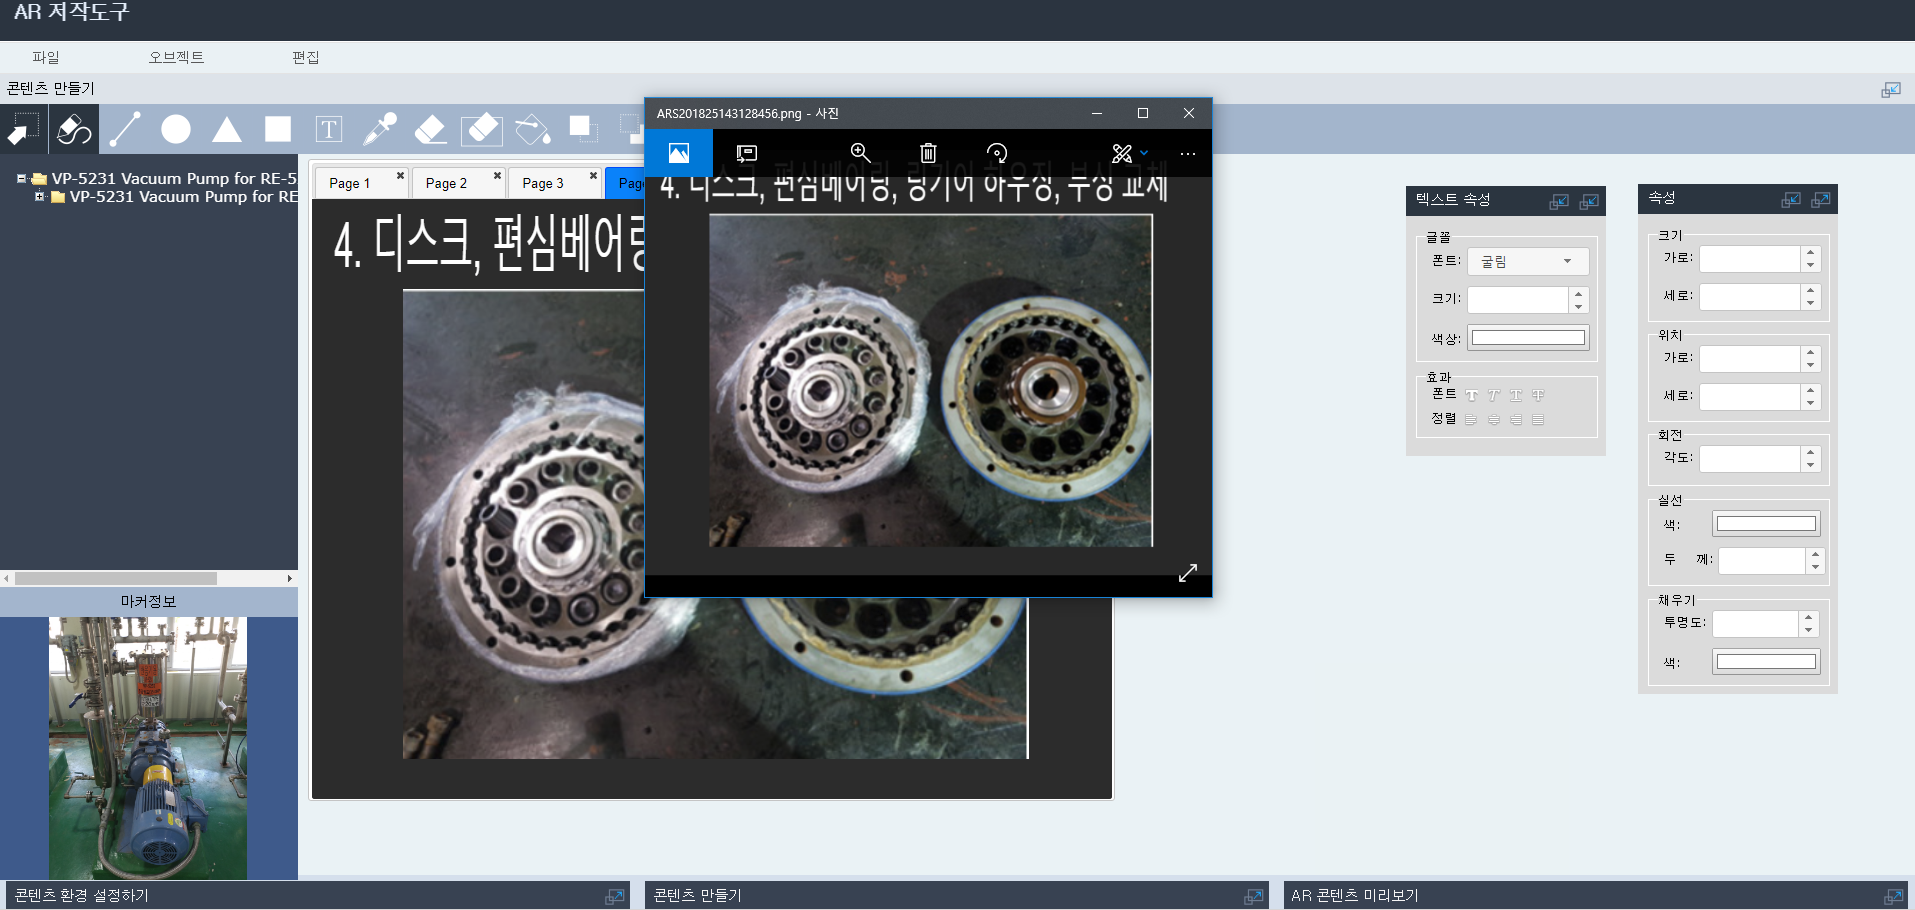 AR 저작도구
파일 오브젝트 편집
콘텐츠 만들기
T
ARS201825143128456.png - 사진
VP-5231 Vacuum Pump for RE-5
VP-5231 Vacuum Pump for RE
Page 1 Page 2 Page 3 Pag
4. 디스크, 편심베어링
4. 디스크, 편심베어링, 링기어 하우징, 부싱 교체
텍스트 속성
글꼴
폰트: 굴림
크기:
색상:
효과
폰트 T T T T
정렬
속성
크기
가로:
세로:
위치
가로:
세로:
회전
각도:
실선
색:
두 께:
채우기
투명도:
색:
마커정보
콘텐츠 환경 설정하기
콘텐츠 만들기
AR 콘텐츠 미리보기